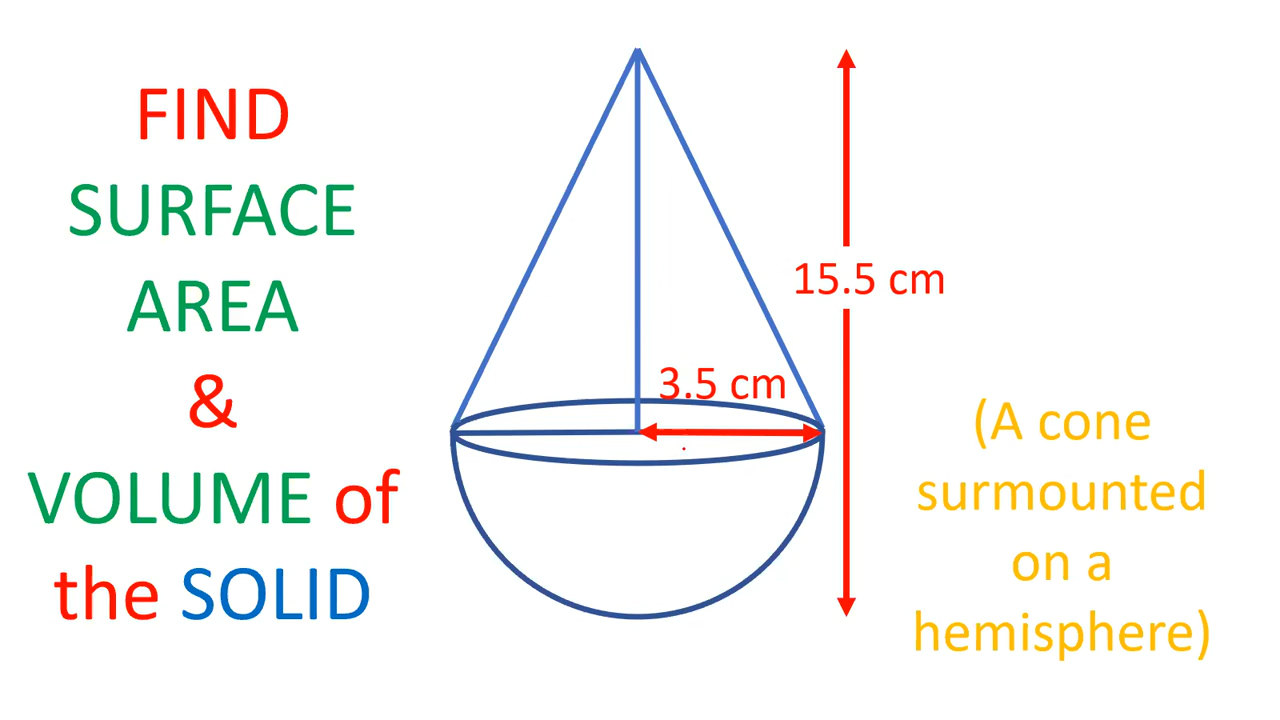 FIND
SURFACE
AREA
&
VOLUME of
the SOLID
15.5 cm
3.5 cm
(A cone
surmounted
on a
hemisphere)